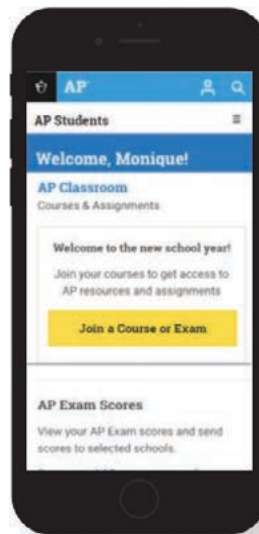 AP
AP Students
Welcome, Monique!
AP Classroom
Courses & Assignments
Welcome to the new school year!
Join your courses to get access to
AP resources and assignments
Join a Course or Exam
AP Exam Scores
View your AP Exam scores and send
scores to selected schools.